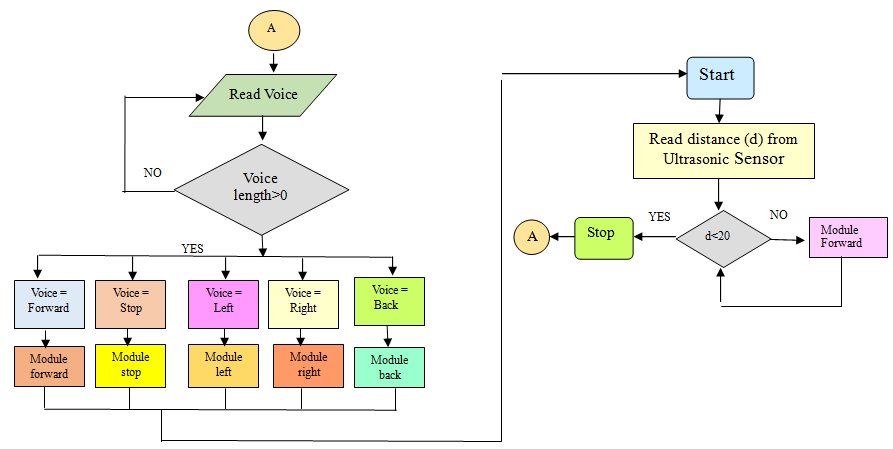 A
Read Voice
NO
Voice
length>0
YES
Voice =
Forward
Voice =
Stop
Voice =
Left
Voice =
Right
Voice =
Back
Module
forward
Module
stop
Module
left
Module
right
Module
back
Start
Read distance (d) from
Ultrasonic Sensor
d<20
YES
NO
Stop
A
Module
Forward